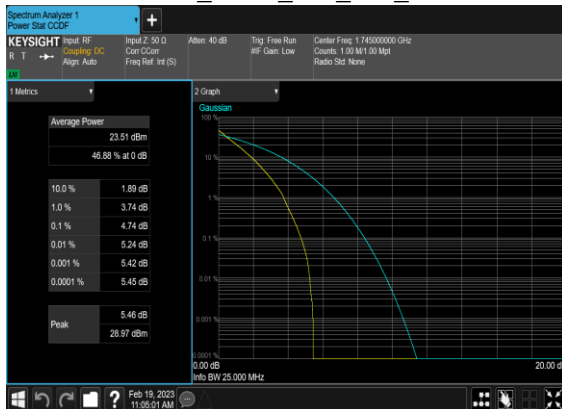 Spectrum Analyzer 1
Power Stat CCDF
KEYSIGHT
R T
LXI
Input: RF
Coupling: DC
Align: Auto
Input Z: 50 Ω
Corr CCorr
Freq Ref: Int (S)
Atten: 40 dB
Trig: Free Run
#IF Gain: Low
Center Freq: 1.745000000 GHz
Counts: 1.00 M/1.00 Mpt
Radio Std: None
1 Metrics
Average Power
23.51 dBm
46.88 % at 0 dB
10.0 % 1.89 dB
1.0 % 3.74 dB
0.1 % 4.74 dB
0.01 % 5.24 dB
0.001 % 5.42 dB
0.0001 % 5.45 dB
Peak
5.46 dB
28.97 dBm
2 Graph
Gaussian
100 %
10 %
1 %
0.1 %
0.01 %
0.001 %
0.0001 %
0.00 dB
20.00 d
Info BW 25.000 MHz
?
Feb 19, 2023
11:05:01 AM